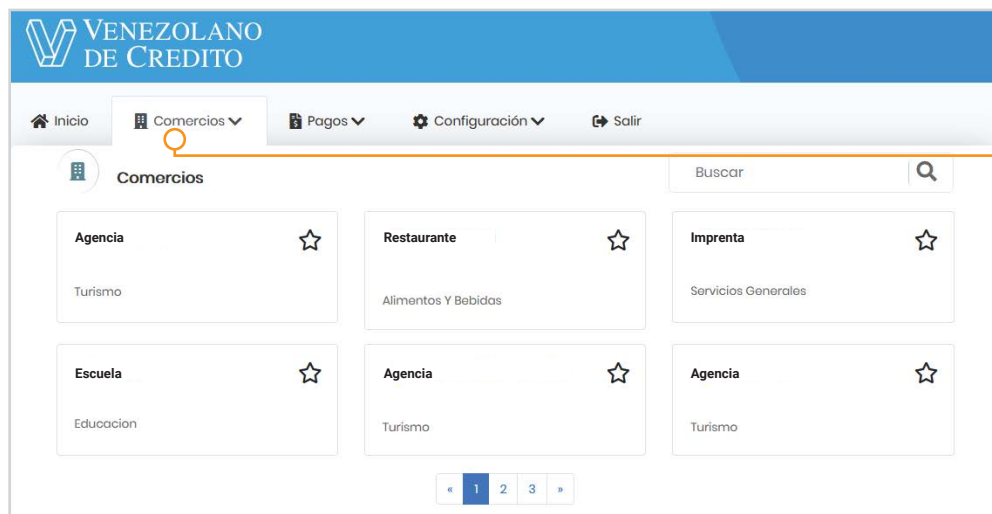 VENEZOLANO
DE CREDITO
Inicio Comercios Pagos Configuración Salir
Comercios Buscar
Agencia Restaurante Imprenta
Turismo Alimentos Y Bebidas Servicios Generales
Escuela Agencia Agencia
Educacion Turismo Turismo
« 1 2 3 »